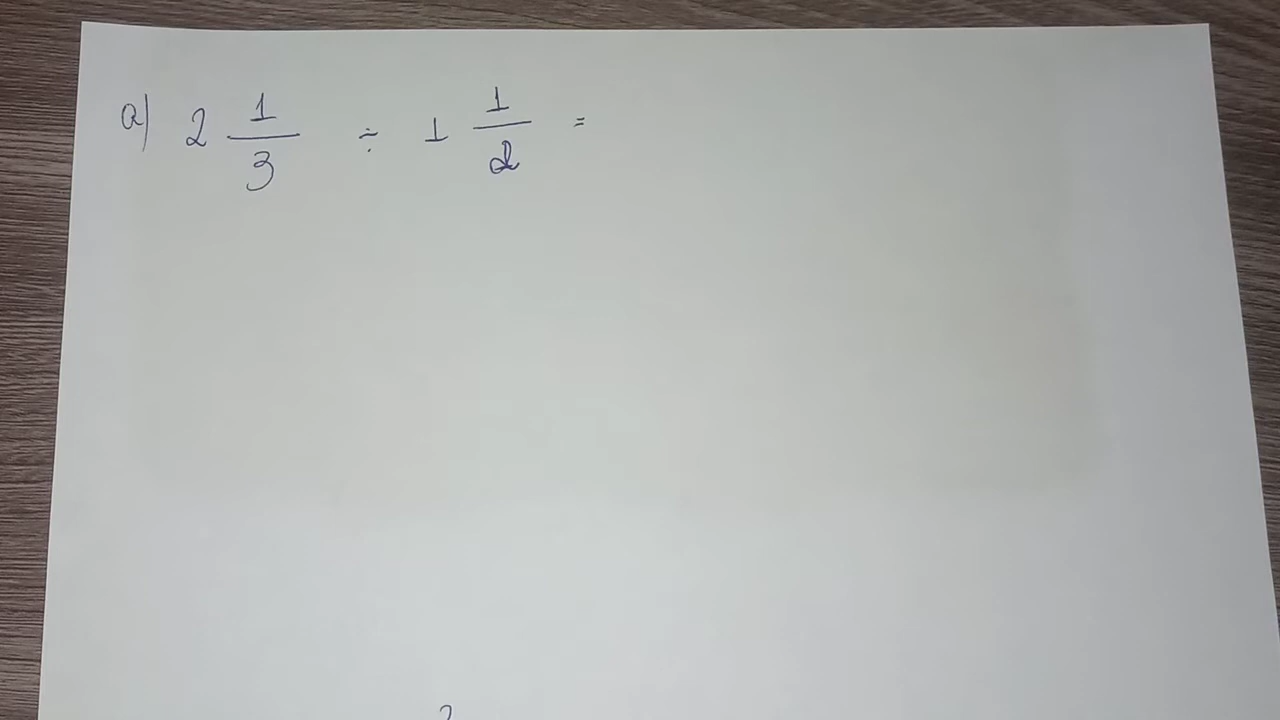 a) 2 1/3 ÷ 1 1/2 =